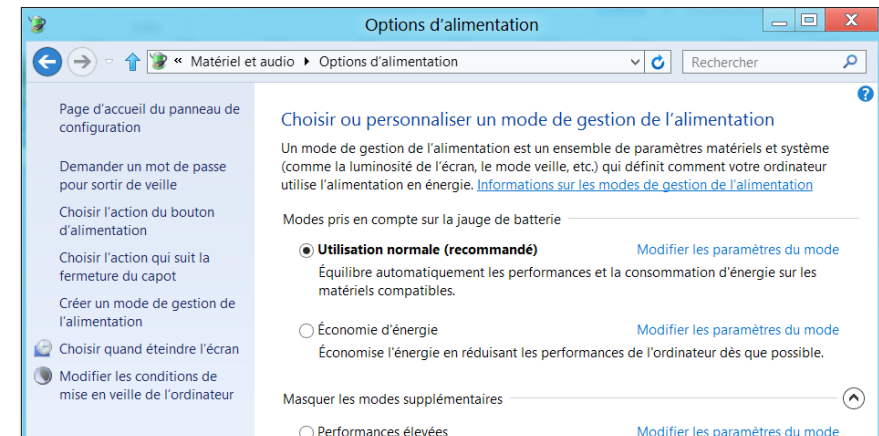 Options d'alimentation
« Matériel et audio ▸ Options d'alimentation
Rechercher
Page d'accueil du panneau de
configuration
Demander un mot de passe
pour sortir de veille
Choisir l'action du bouton
d'alimentation
Choisir l'action qui suit la
fermeture du capot
Créer un mode de gestion de
l'alimentation
Choisir quand éteindre l'écran
Modifier les conditions de
mise en veille de l'ordinateur
Choisir ou personnaliser un mode de gestion de l'alimentation
Un mode de gestion de l'alimentation est un ensemble de paramètres matériels et système
(comme la luminosité de l'écran, le mode veille, etc.) qui définit comment votre ordinateur
utilise l'alimentation en énergie. Informations sur les modes de gestion de l'alimentation
Modes pris en compte sur la jauge de batterie
Utilisation normale (recommandé) Modifier les paramètres du mode
Équilibre automatiquement les performances et la consommation d'énergie sur les
matériels compatibles.
Économie d'énergie Modifier les paramètres du mode
Économise l'énergie en réduisant les performances de l'ordinateur dès que possible.
Masquer les modes supplémentaires
Performances élevées Modifier les paramètres du mode